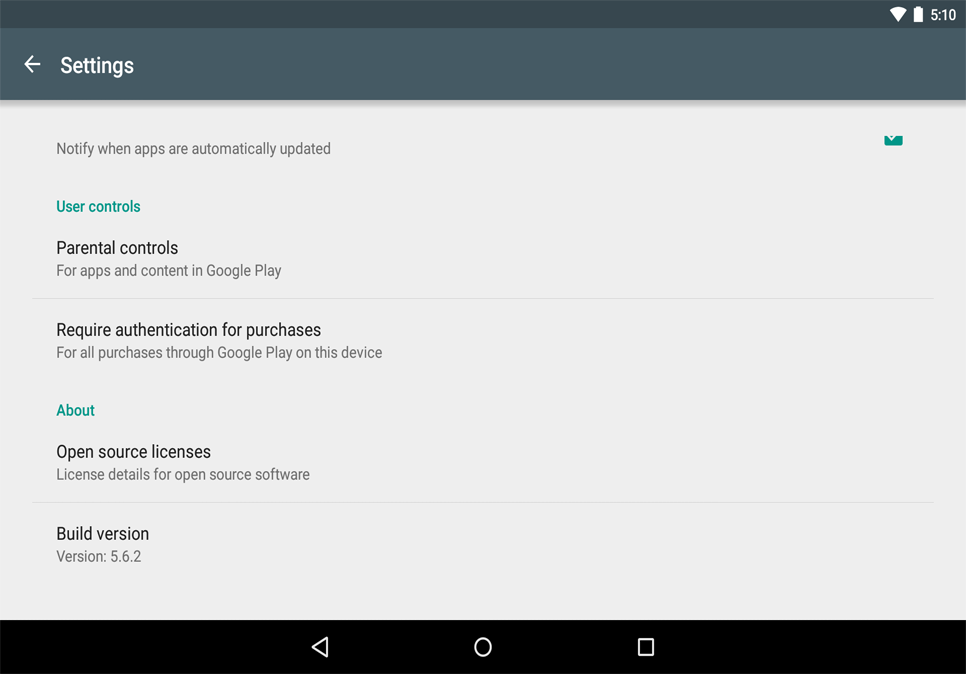 5:10
Settings
Notify when apps are automatically updated
User controls
Parental controls
For apps and content in Google Play
Require authentication for purchases
For all purchases through Google Play on this device
About
Open source licenses
License details for open source software
Build version
Version: 5.6.2